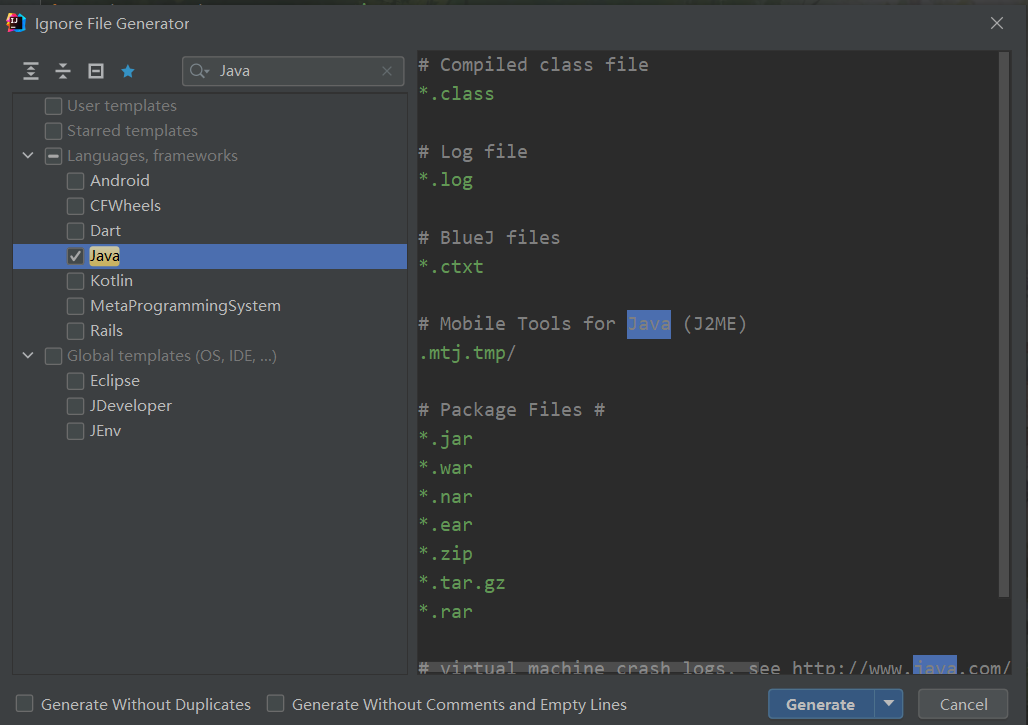 Ignore File Generator
Java
User templates
Starred templates
Languages, frameworks
Android
CFWheels
Dart
Java
Kotlin
MetaProgrammingSystem
Rails
Global templates (OS, IDE, ...)
Eclipse
JDeveloper
JEnv
# Compiled class file
*.class
# Log file
*.log
# BlueJ files
*.ctxt
# Mobile Tools for Java (J2ME)
.mtj.tmp/
# Package Files #
*.jar
*.war
*.nar
*.ear
*.zip
*.tar.gz
*.rar
# virtual machine crash logs, see http://www.java.com/
Generate Without Duplicates
Generate Without Comments and Empty Lines
Generate
Cancel